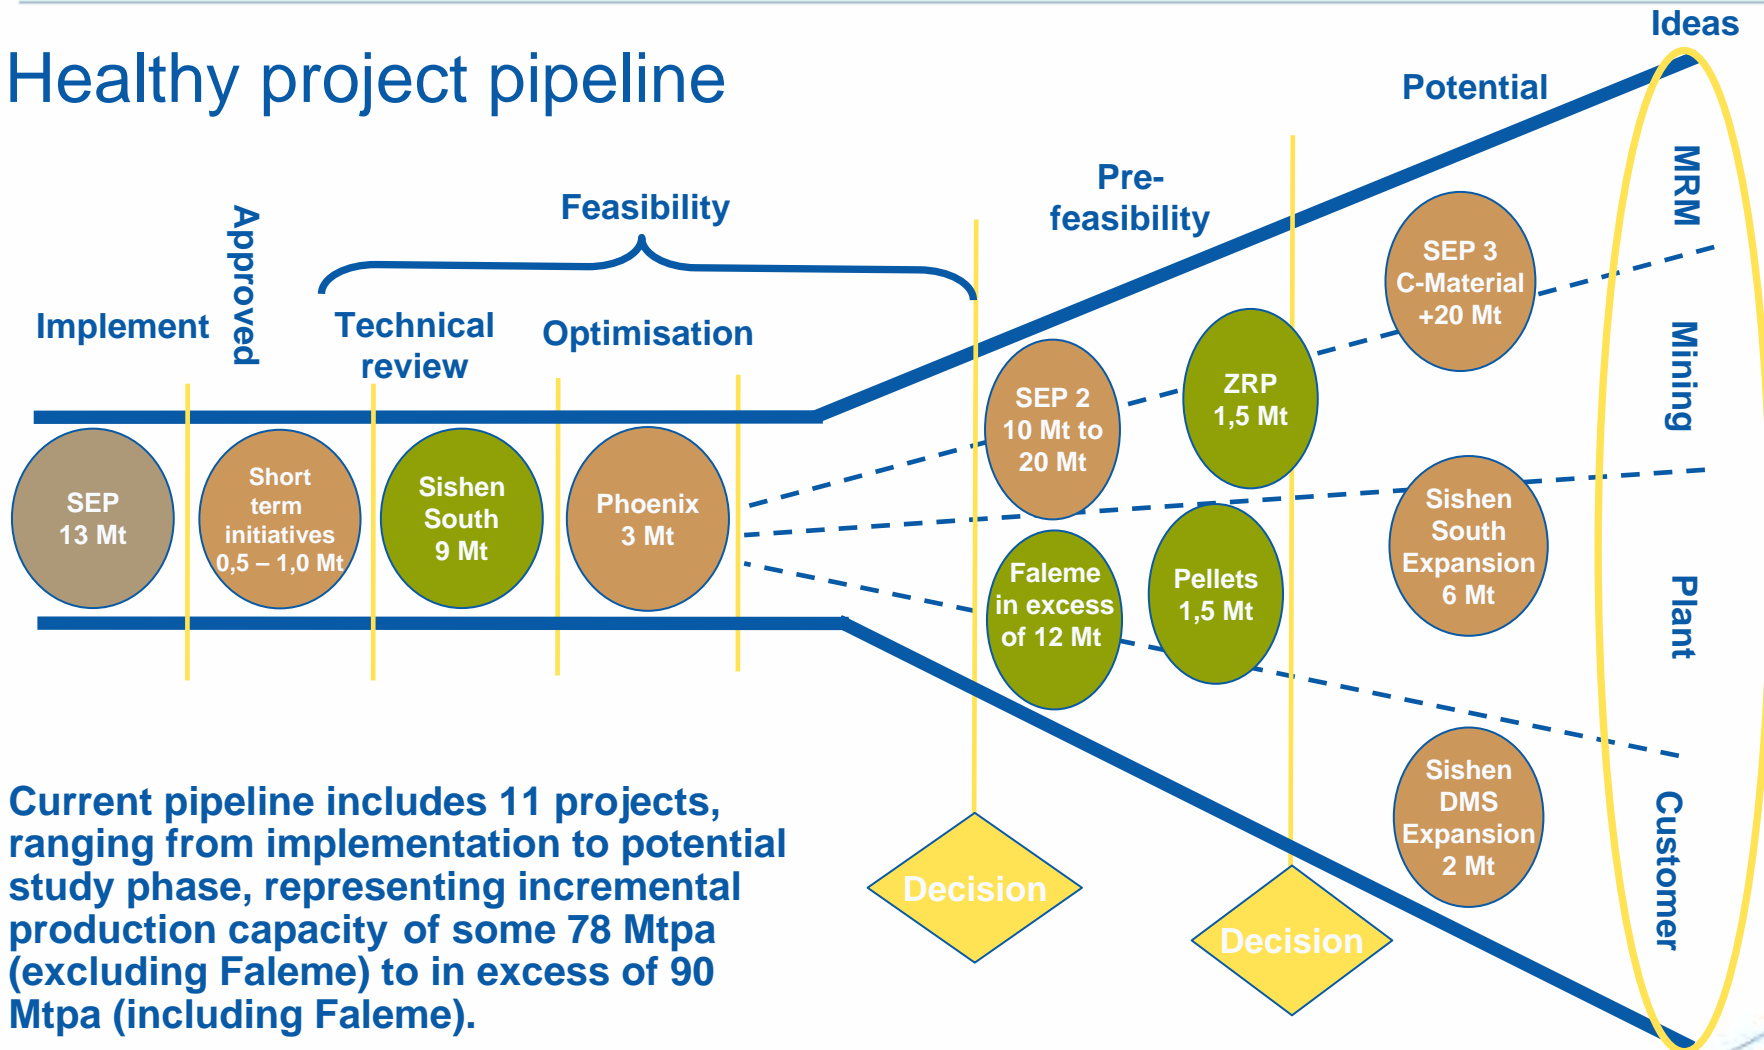 Healthy project pipeline
Ideas
Potential
Pre-
feasibility
Feasibility
Approved
Implement
Technical
review
Optimisation
SEP
13 Mt
Short
term
initiatives
0,5 – 1,0 Mt
Sishen
South
9 Mt
Phoenix
3 Mt
SEP 2
10 Mt to
20 Mt
ZRP
1,5 Mt
Faleme
in excess
of 12 Mt
Pellets
1,5 Mt
SEP 3
C-Material
+20 Mt
Sishen
South
Expansion
6 Mt
Sishen
DMS
Expansion
2 Mt
MRM
Mining
Plant
Customer
Decision
Decision
Current pipeline includes 11 projects,
ranging from implementation to potential
study phase, representing incremental
production capacity of some 78 Mtpa
(excluding Faleme) to in excess of 90
Mtpa (including Faleme).